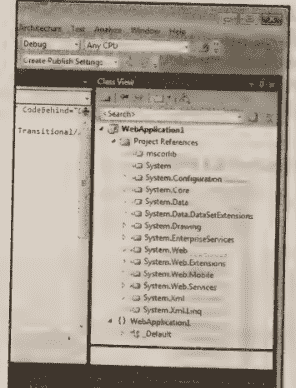 Architecture Test Analyze Window Help
Debug Any CPU
Create Publish Settings
Class View
CodeBehind="D
<Search>
Transitional/
WebApplication1
Project References
mscorlib
System
System.Configuration
System.Core
System.Data
System.Data.DataSetExtensions
System.Drawing
System.EnterpriseServices
System.Web
System.Web.Extensions
System.Web.Mobile
System.Web.Services
System.Xml
System.Xml.Linq
{} WebApplication1
_Default